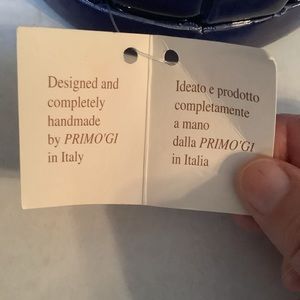 Designed and
completely
handmade
by PRIMO'GI
in Italy
Ideato e prodotto
completamente
a mano
dalla PRIMO'GI
in Italia